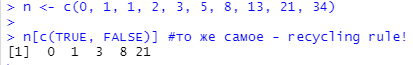 > n <- c(0, 1, 1, 2, 3, 5, 8, 13, 21, 34)
>
> n[c(TRUE, FALSE)] #то же самое - recycling rule!
[1]  0  1  3  8 21